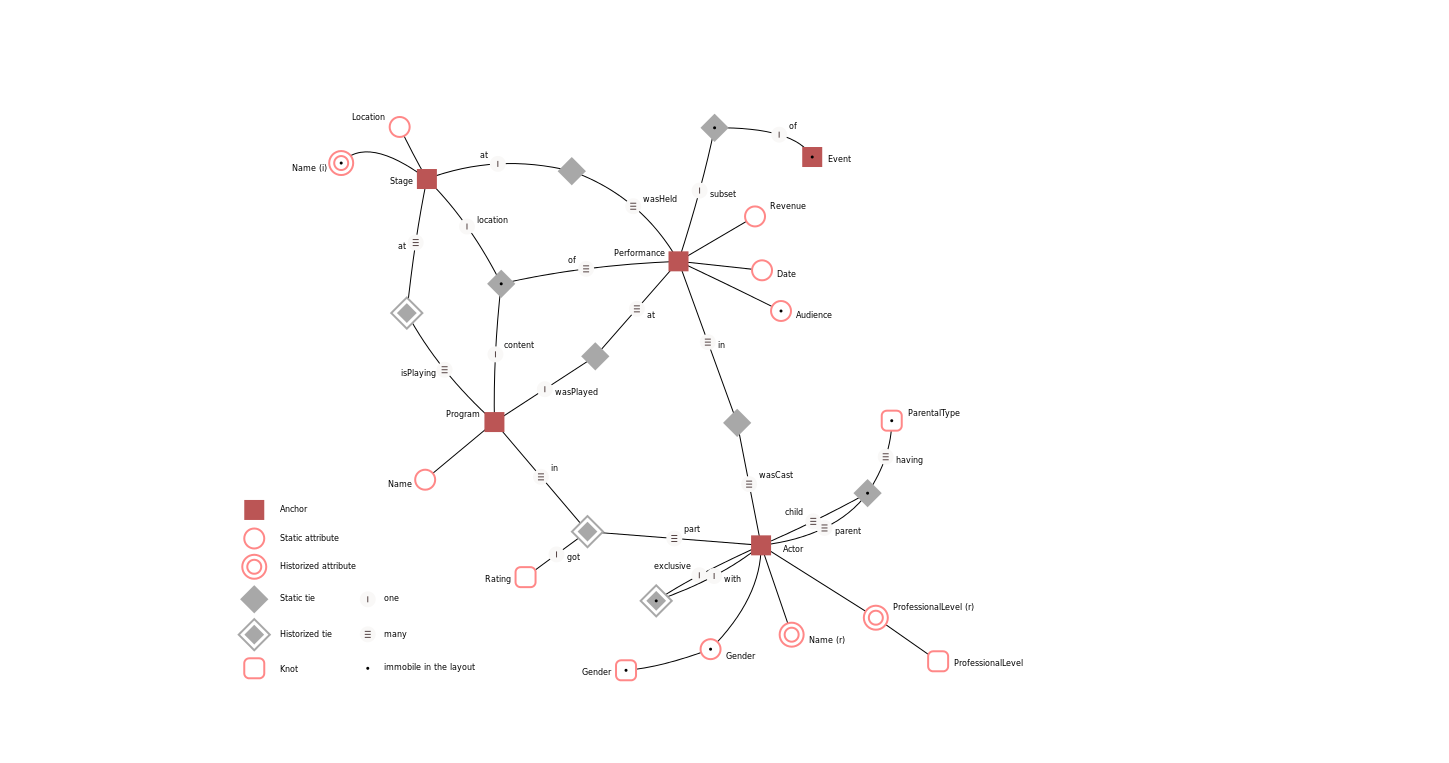 Location
of
at
Event
Name (i)
Stage
subset
wasHeld
Revenue
location
at
Performance
of
Date
at
Audience
in
content
isPlaying
wasPlayed
Program
ParentalType
having
in
wasCast
Name
Anchor
child
part
parent
Static attribute
got
Actor
exclusive
Historized attribute
Rating
with
Static tie
one
ProfessionalLevel (r)
Historized tie
many
Name (r)
Gender
ProfessionalLevel
Knot
immobile in the layout
Gender